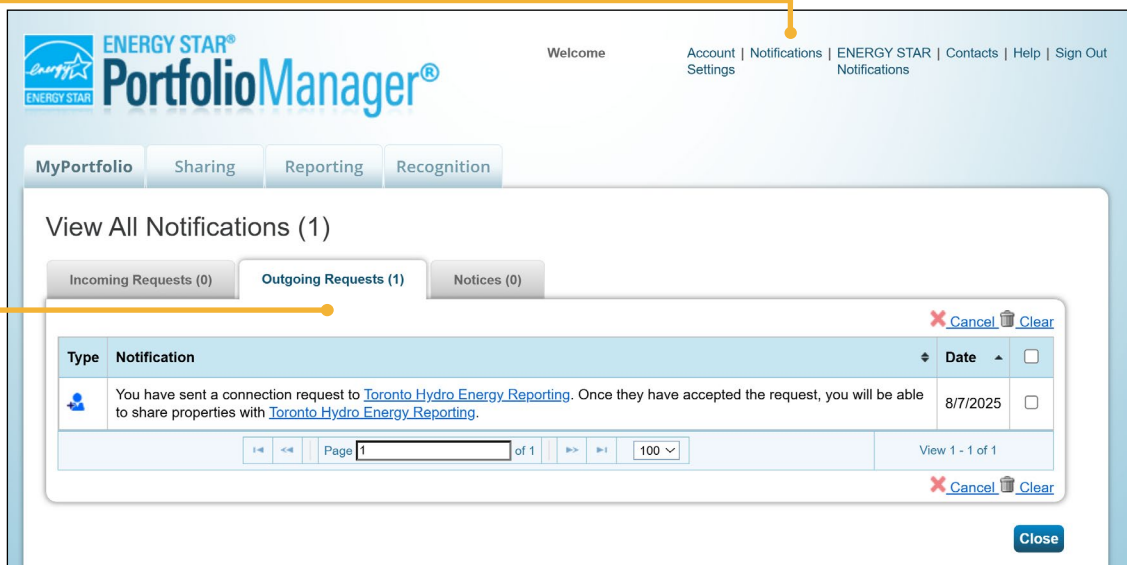 ENERGY STAR®
PortfolioManager®
energy
ENERGY STAR
Welcome
Account Settings | Notifications | ENERGY STAR Notifications | Contacts | Help | Sign Out
MyPortfolio Sharing Reporting Recognition
View All Notifications (1)
Incoming Requests (0) Outgoing Requests (1) Notices (0)
Cancel Clear
Type Notification Date
You have sent a connection request to Toronto Hydro Energy Reporting. Once they have accepted the request, you will be able
to share properties with Toronto Hydro Energy Reporting.
8/7/2025
Page 1 of 1 100 View 1 - 1 of 1
Cancel Clear
Close